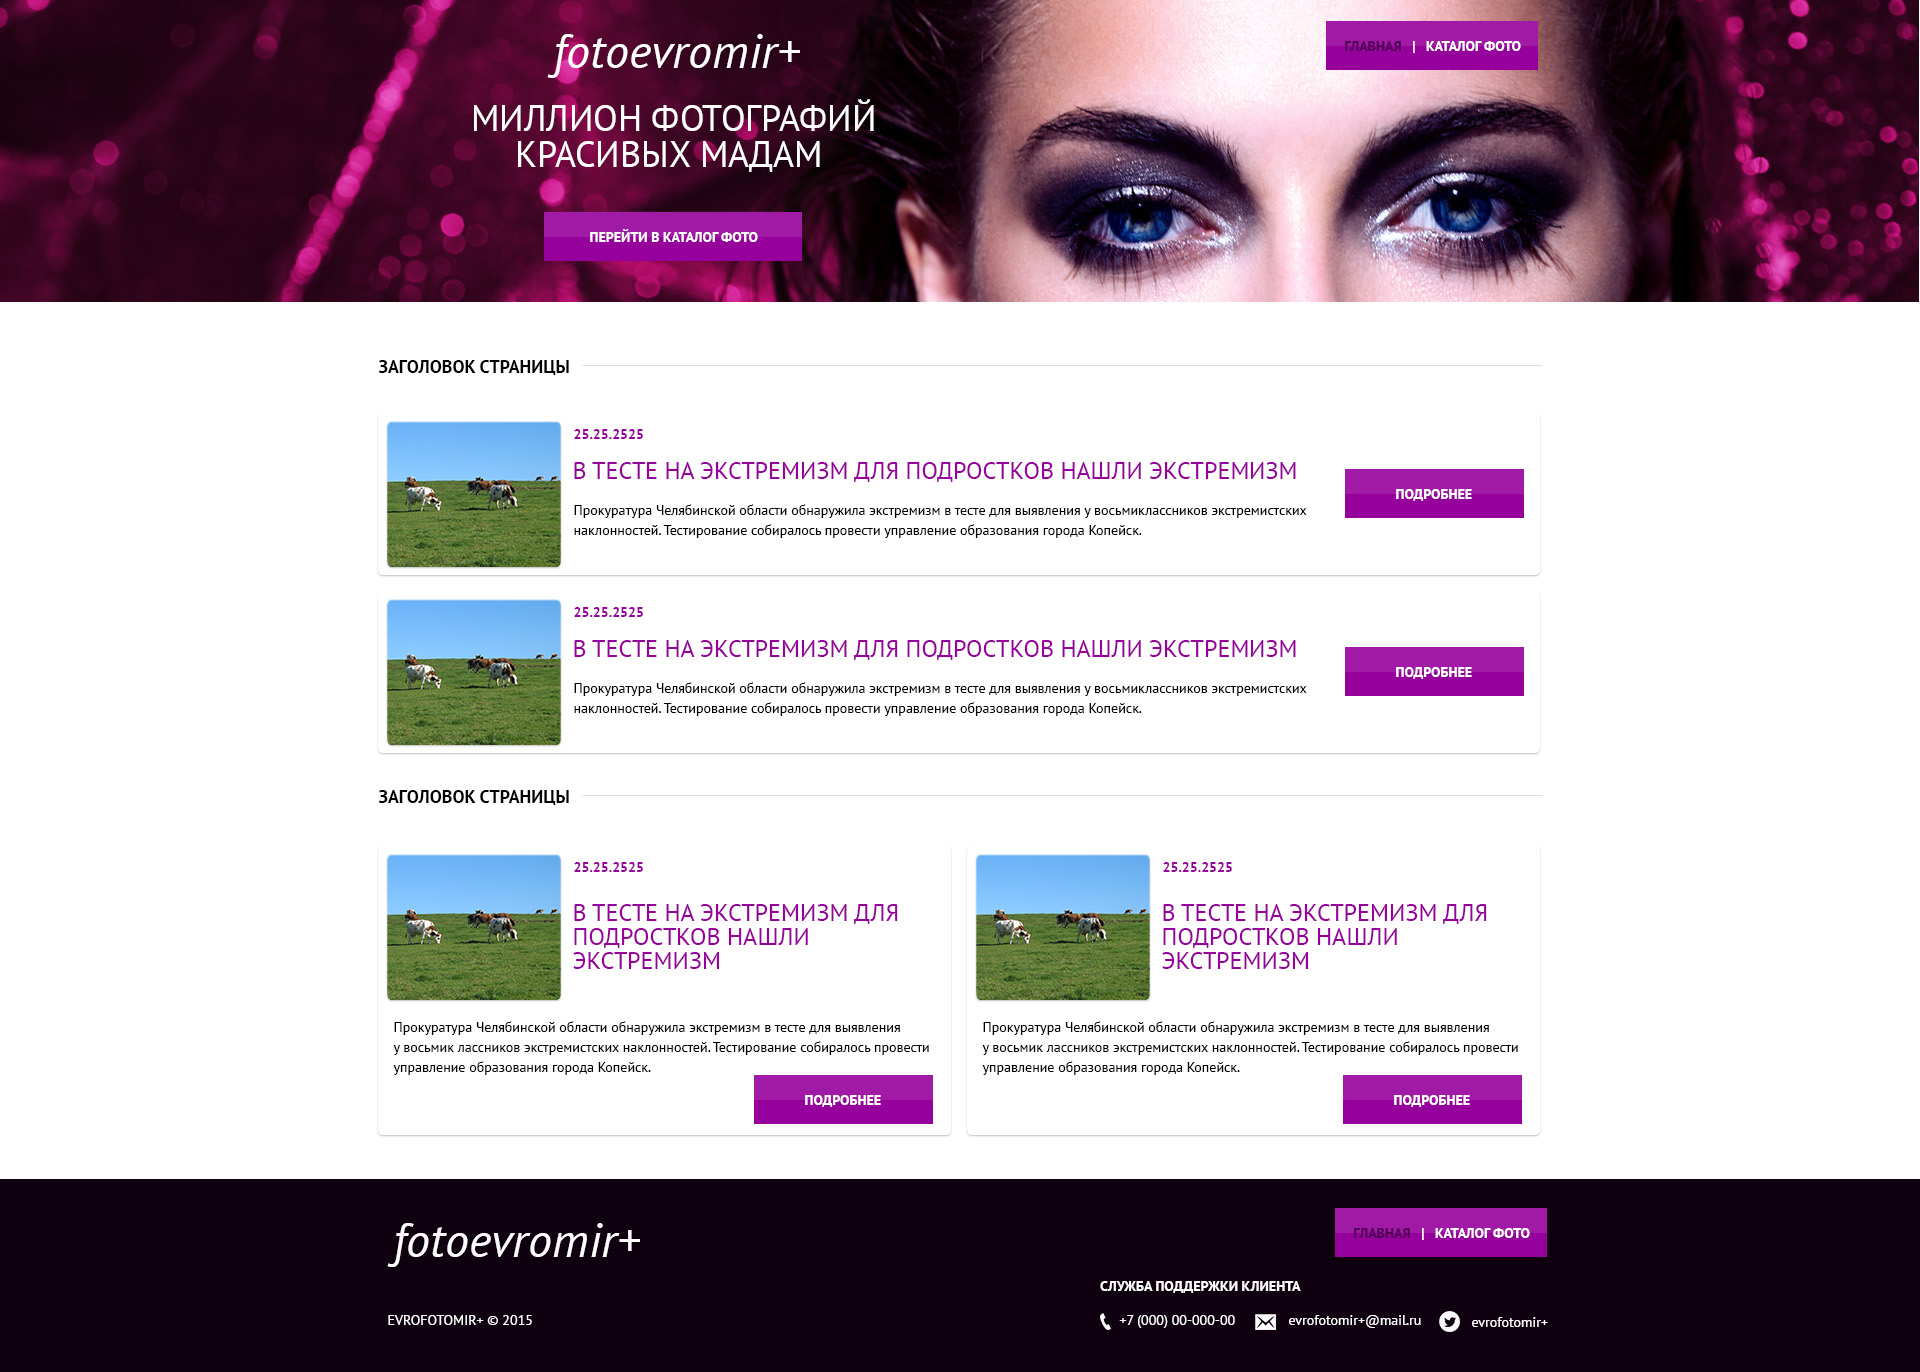 fotoevromir+
ГЛАВНАЯ | КАТАЛОГ ФОТО
МИЛЛИОН ФОТОГРАФИЙ
КРАСИВЫХ МАДАМ
ПЕРЕЙТИ В КАТАЛОГ ФОТО
ЗАГОЛОВОК СТРАНИЦЫ
25.25.2525
В ТЕСТЕ НА ЭКСТРЕМИЗМ ДЛЯ ПОДРОСТКОВ НАШЛИ ЭКСТРЕМИЗМ
Прокуратура Челябинской области обнаружила экстремизм в тесте для выявления у восьмиклассников экстремистских
наклонностей. Тестирование собиралось провести управление образования города Копейск.
ПОДРОБНЕЕ
25.25.2525
В ТЕСТЕ НА ЭКСТРЕМИЗМ ДЛЯ ПОДРОСТКОВ НАШЛИ ЭКСТРЕМИЗМ
Прокуратура Челябинской области обнаружила экстремизм в тесте для выявления у восьмиклассников экстремистских
наклонностей. Тестирование собиралось провести управление образования города Копейск.
ПОДРОБНЕЕ
ЗАГОЛОВОК СТРАНИЦЫ
25.25.2525
В ТЕСТЕ НА ЭКСТРЕМИЗМ ДЛЯ
ПОДРОСТКОВ НАШЛИ
ЭКСТРЕМИЗМ
Прокуратура Челябинской области обнаружила экстремизм в тесте для выявления
у восьмик лассников экстремистских наклонностей. Тестирование собиралось провести
управление образования города Копейск.
ПОДРОБНЕЕ
25.25.2525
В ТЕСТЕ НА ЭКСТРЕМИЗМ ДЛЯ
ПОДРОСТКОВ НАШЛИ
ЭКСТРЕМИЗМ
Прокуратура Челябинской области обнаружила экстремизм в тесте для выявления
у восьмик лассников экстремистских наклонностей. Тестирование собиралось провести
управление образования города Копейск.
ПОДРОБНЕЕ
fotoevromir+
ГЛАВНАЯ | КАТАЛОГ ФОТО
СЛУЖБА ПОДДЕРЖКИ КЛИЕНТА
EVROFOTOMIR+ © 2015
+7 (000) 00-000-00 evrofotomir+@mail.ru evrofotomir+